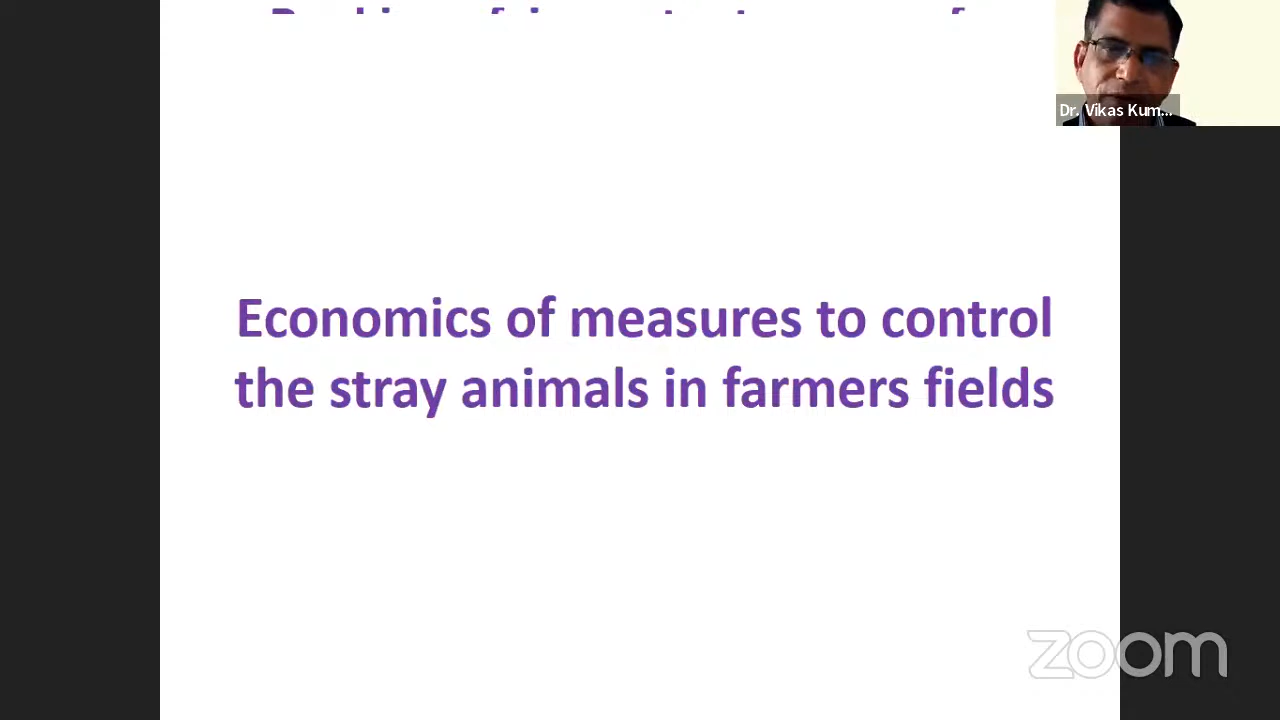 Dr. Vikas Kum...
Economics of measures to control
the stray animals in farmers fields
zoom